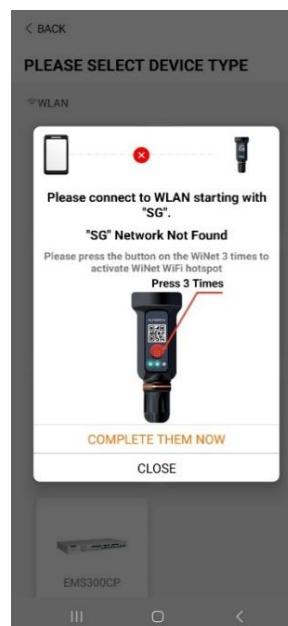 < BACK
PLEASE SELECT DEVICE TYPE
WLAN
Please connect to WLAN starting with
"SG".
"SG" Network Not Found
Please press the button on the WiNet 3 times to
activate WiNet WiFi hotspot
Press 3 Times
COMPLETE THEM NOW
CLOSE
EMS300CP